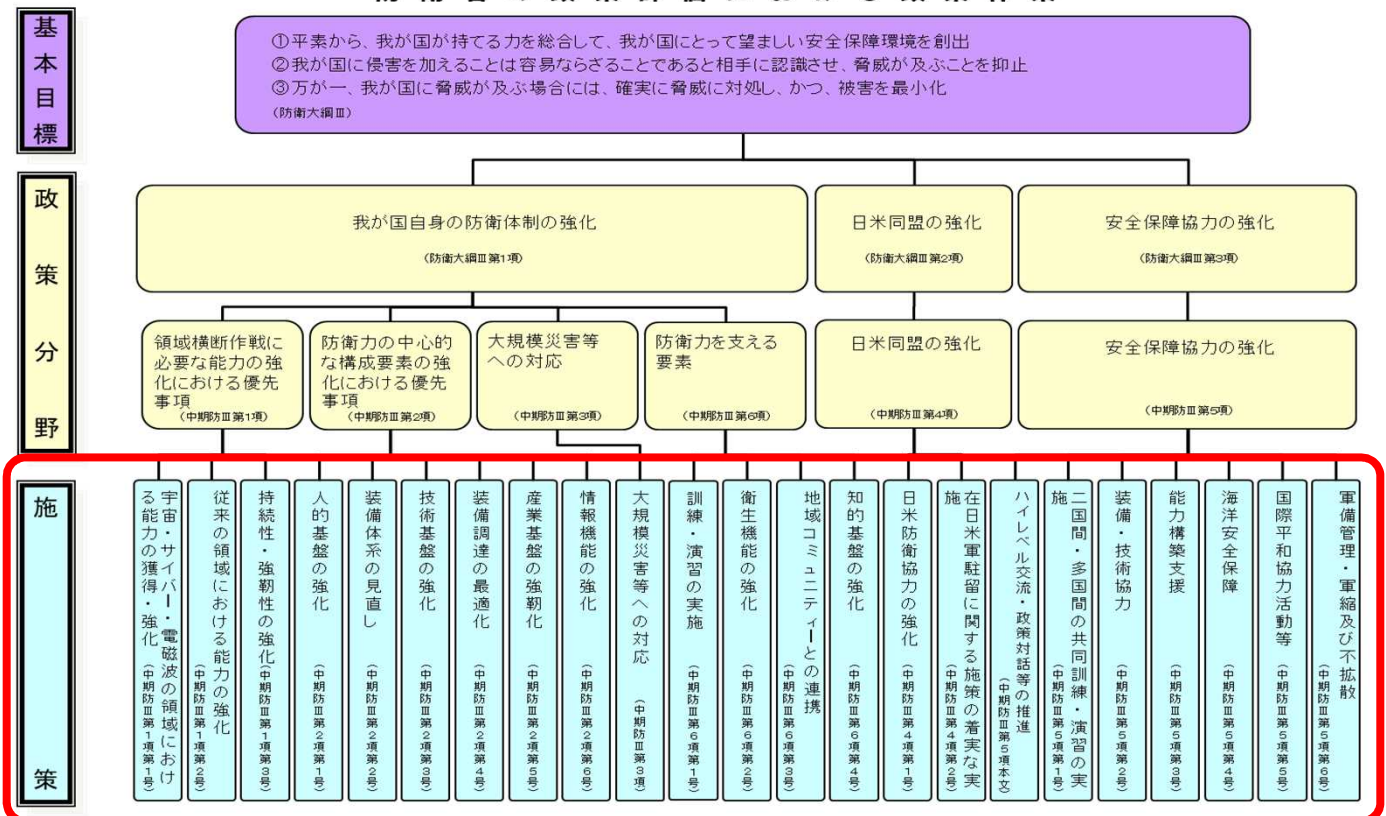 基本目標
①平素から、我が国が持てる力を総合して、我が国にとって望ましい安全保障環境を創出
②我が国に侵害を加えることは容易ならざることであると相手に認識させ、脅威が及ぶことを抑止
③万が一、我が国に脅威が及ぶ場合には、確実に脅威に対処し、かつ、被害を最小化
（防衛大綱Ⅲ）
政策分野
我が国自身の防衛体制の強化
（防衛大綱Ⅲ第1項）
日米同盟の強化
（防衛大綱Ⅲ第2項）
安全保障協力の強化
（防衛大綱Ⅲ第3項）
領域横断作戦に
必要な能力の強
化における優先
事項
（中期防Ⅲ第1項）
防衛力の中心的
な構成要素の強
化における優先
事項
（中期防Ⅲ第2項）
大規模災害等
への対応
（中期防Ⅲ第3項）
防衛力を支える
要素
（中期防Ⅲ第6項）
日米同盟の強化
（中期防Ⅲ第4項）
安全保障協力の強化
（中期防Ⅲ第5項）
施策
宇宙・サイバー・電磁波の領域におけ
る能力の獲得・強化
（中期防Ⅲ第1項第1号）
従来の領域における能力の強化
（中期防Ⅲ第1項第2号）
持続性・強靭性の強化（中期防Ⅲ第1項第3号）
人的基盤の強化
（中期防Ⅲ第2項第1号）
装備体系の見直し
（中期防Ⅲ第2項第2号）
技術基盤の強化
（中期防Ⅲ第2項第3号）
装備調達の最適化
（中期防Ⅲ第2項第4号）
産業基盤の強靭化
（中期防Ⅲ第2項第5号）
情報機能の強化
（中期防Ⅲ第2項第6号）
大規模災害等への対応
（中期防Ⅲ第3項）
訓練・演習の実施
（中期防Ⅲ第6項第1号）
衛生機能の強化
（中期防Ⅲ第6項第2号）
地域コミュニティーとの連携
（中期防Ⅲ第6項第3号）
知的基盤の強化
（中期防Ⅲ第6項第4号）
日米防衛協力の強化
（中期防Ⅲ第4項第1号）
在日米軍駐留に関する施策の着実な実
施
（中期防Ⅲ第4項第2号）
ハイレベル交流・政策対話等の推進
（中期防Ⅲ第5項本文）
二国間・多国間の共同訓練・演習の実
施
（中期防Ⅲ第5項第1号）
装備・技術協力
（中期防Ⅲ第5項第2号）
能力構築支援
（中期防Ⅲ第5項第3号）
海洋安全保障
（中期防Ⅲ第5項第4号）
国際平和協力活動等
（中期防Ⅲ第5項第5号）
軍備管理・軍縮及び不拡散
（中期防Ⅲ第5項第6号）